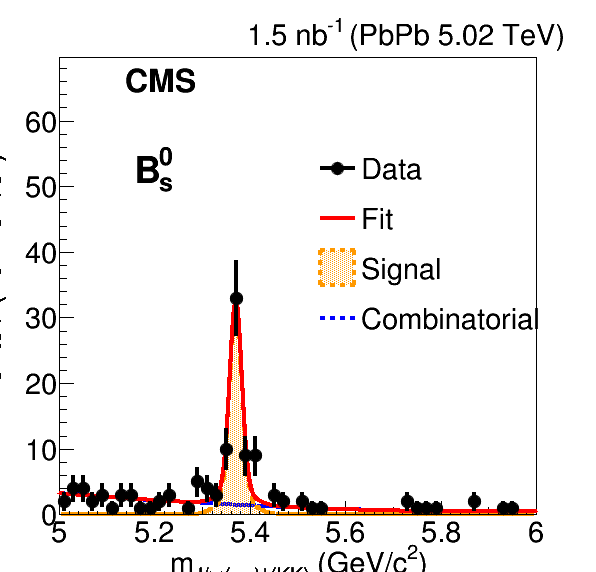 1.5 nb-1 (PbPb 5.02 TeV)
CMS
B0s
Data
Fit
Signal
Combinatorial
60
50
40
30
20
10
0
5 5.2 5.4 5.6 5.8 6
m (GeV/c2)